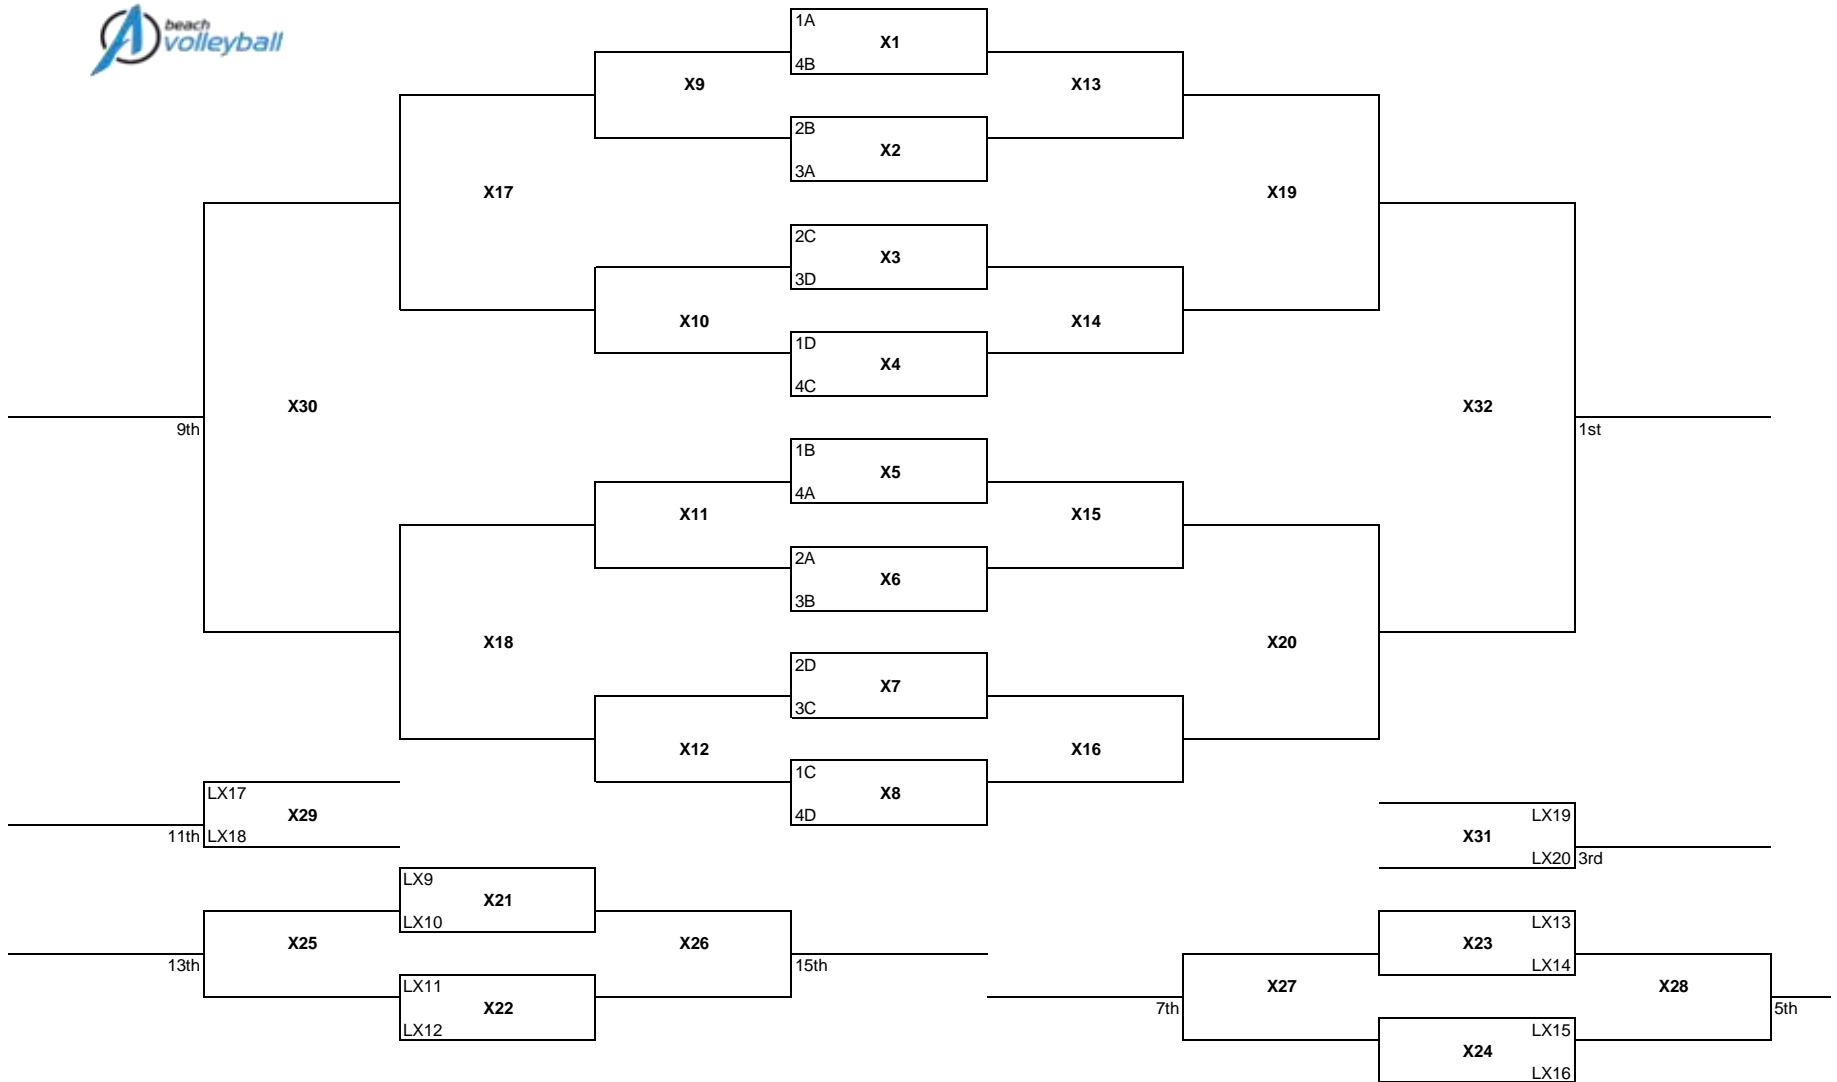 beach
volleyball
1A
X1
4B
X9
X13
2B
X2
3A
X17
X19
2C
X3
3D
X10
X14
1D
X4
4C
X30
X32
9th
1st
1B
X5
4A
X11
X15
2A
X6
3B
X18
X20
2D
X7
3C
X12
X16
1C
X8
4D
LX17
X29
11th LX18
LX19
X31
LX20 3rd
LX9
X21
LX10
X25
X26
13th
15th
LX11
X22
LX12
LX13
X23
LX14
X27
X28
7th
5th
LX15
X24
LX16